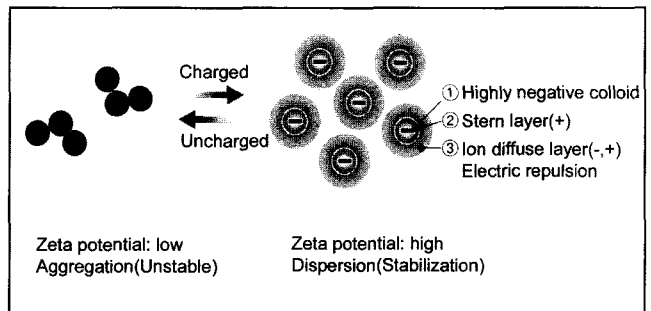 Charged
Uncharged
① Highly negative colloid
② Stern layer(+)
③ Ion diffuse layer(-,+)
Electric repulsion
Zeta potential: low
Aggregation(Unstable)
Zeta potential: high
Dispersion(Stabilization)